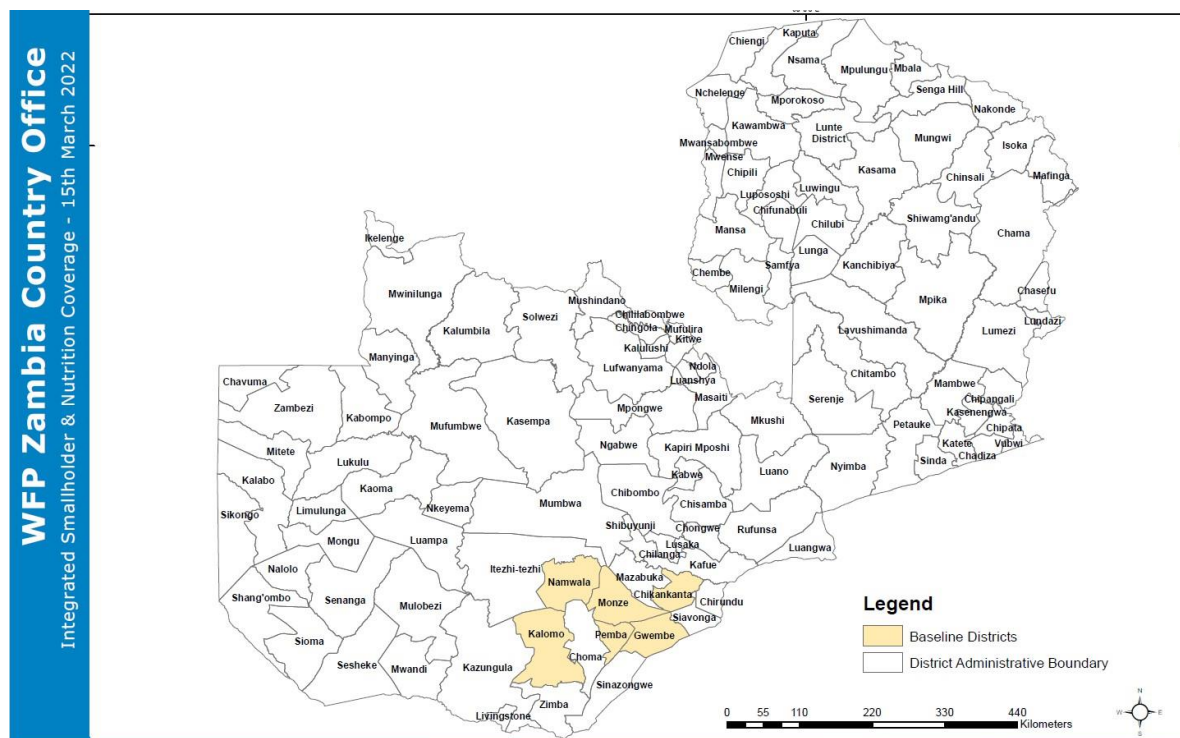 WFP Zambia Country Office
Integrated Smallholder & Nutrition Coverage - 15th March 2022
Kaputa
Chiengi
Nsama
Mpulungu
Mbala
Senga Hill
Nchelenge
Mporokoso
Nakonde
Kawambwa
Lunte
District
Mungwi
Isoka
Mwansabombwe
Mwense
Chipili
Kasama
Chinsali
Mafinga
Luwingu
Lupososhi
Chifunabuli
Chilubi
Shiwamg'andu
Chama
Mansa
Ikelenge
Lunga
Samfya
Kanchibiya
Chembe
Milengi
Mwinilunga
Mpika
Chasefu
Mushindano
Solwezi
Chililabombwe
Chingola
Mufulira
Kitwe
Kalumbila
Lundazi
Lavushimanda
Lumezi
Kalulushi
Manyinga
Lufwanyama
Ndola
Luanshya
Chitambo
Chavuma
Mambwe
Masaiti
Serenje
Chipangali
Zambezi
Kasenengwa
Kabompo
Mpongwe
Mufumbwe
Kasempa
Mkushi
Petauke
Chipata
Ngabwe
Kapiri Mposhi
Katete
Vubwi
Mitete
Chadiza
Sinda
Lukulu
Luano
Nyimba
Kabwe
Kalabo
Kaoma
Chibombo
Mumbwa
Chisamba
Nkeyema
Limulunga
Sikongo
Shibuyunji
Chongwe
Rufunsa
Mongu
Luampa
Lusaka
Luangwa
Chilanga
Kafue
Nalolo
Itezhi-tezhi
Mazabuka
Namwala
Chikankanta
Shang'ombo
Senanga
Mulobezi
Monze
Chirundu
Siavonga
Kalomo
Pemba
Gwembe
Sioma
Choma
Sesheke
Mwandi
Kazungula
Sinazongwe
Zimba
Livingstone
Legend
Baseline Districts
District Administrative Boundary
N
W
E
S
0 55 110 220 330 440
Kilometers